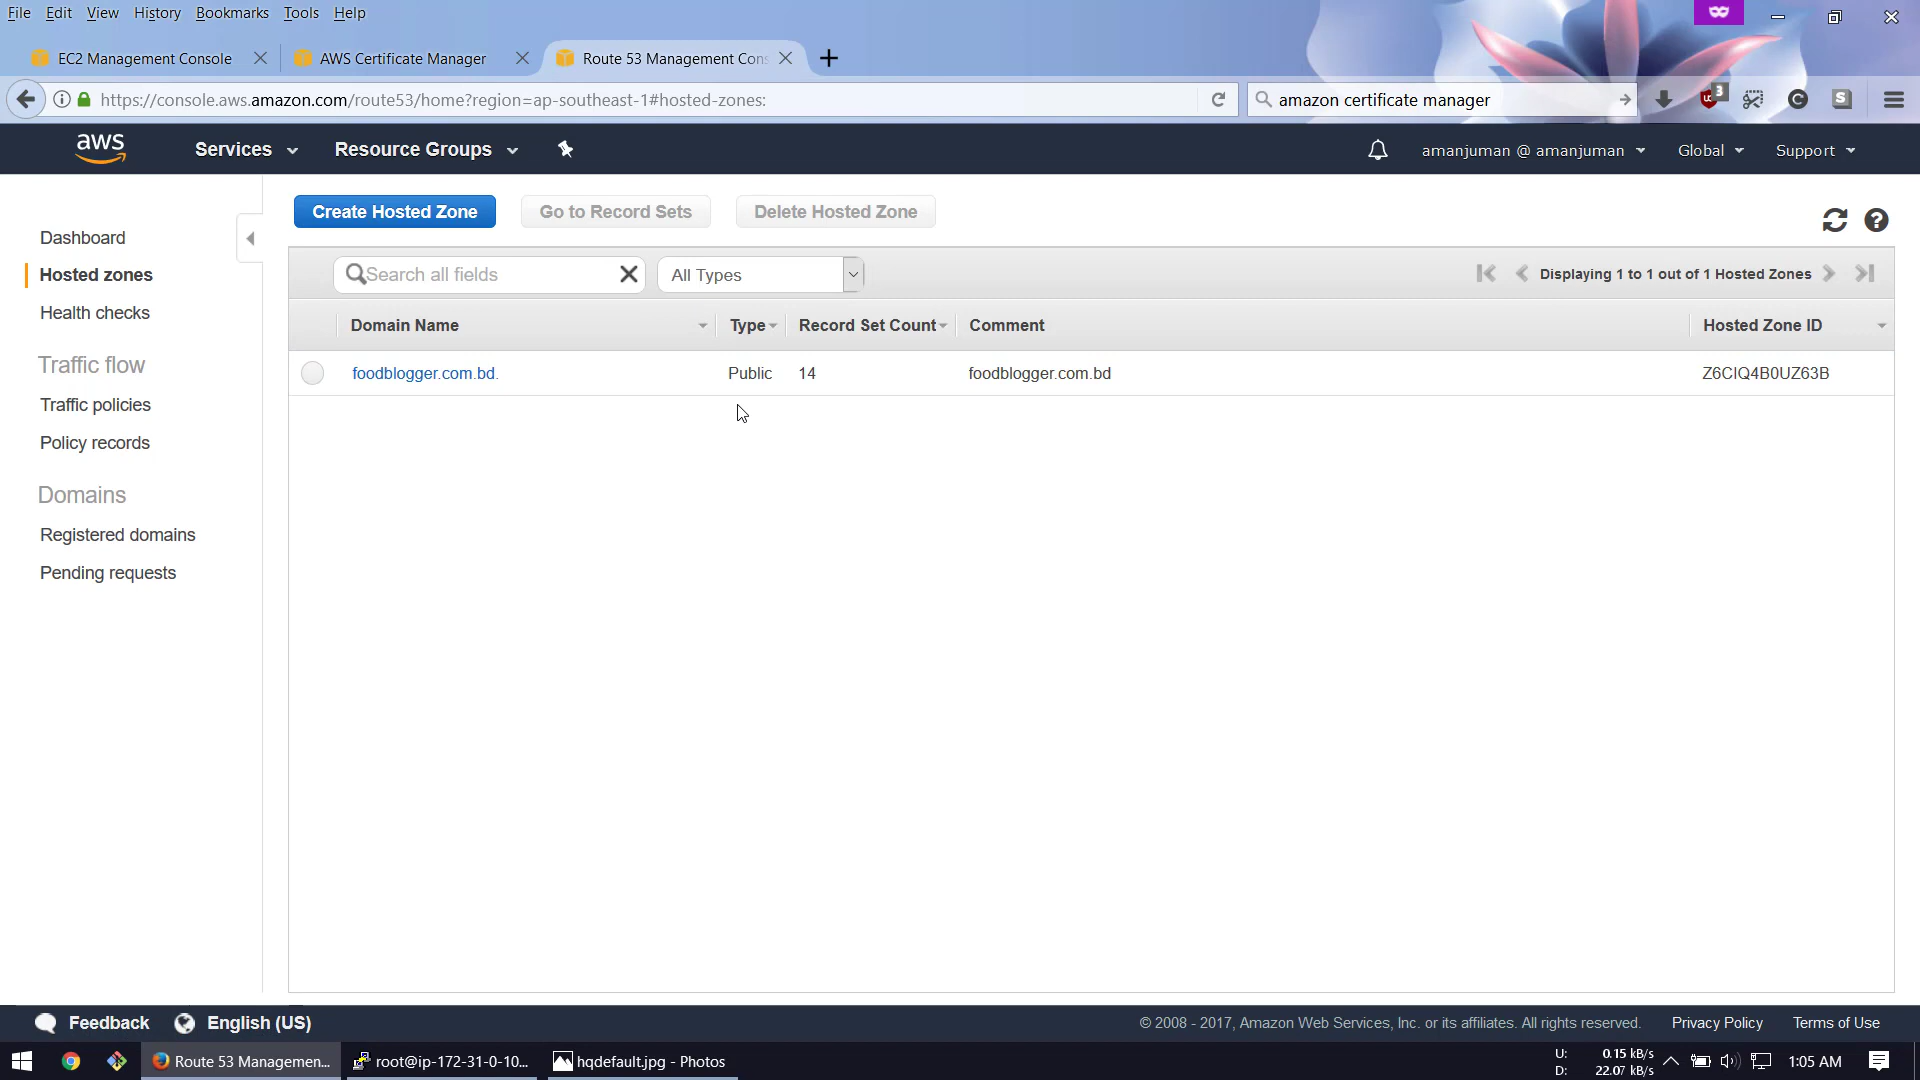 File Edit View History Bookmarks Tools Help
EC2 Management Console
AWS Certificate Manager
Route 53 Management Cons
https://console.aws.amazon.com/route53/home?region=ap-southeast-1#hosted-zones:
amazon certificate manager
3
C
S
aws
Services
Resource Groups
amanjuman @ amanjuman
Global
Support
Dashboard
Hosted zones
Health checks
Traffic flow
Traffic policies
Policy records
Domains
Registered domains
Pending requests
Create Hosted Zone
Go to Record Sets
Delete Hosted Zone
Search all fields
All Types
Displaying 1 to 1 out of 1 Hosted Zones
Domain Name Type Record Set Count Comment Hosted Zone ID
foodblogger.com.bd. Public 14 foodblogger.com.bd Z6CIQ4B0UZ63B
Feedback
English (US)
© 2008 - 2017, Amazon Web Services, Inc. or its affiliates. All rights reserved.
Privacy Policy
Terms of Use
Route 53 Managemen...
root@ip-172-31-0-10...
hqdefault.jpg - Photos
U: 0.15 kB/s
D: 22.07 kB/s
1:05 AM